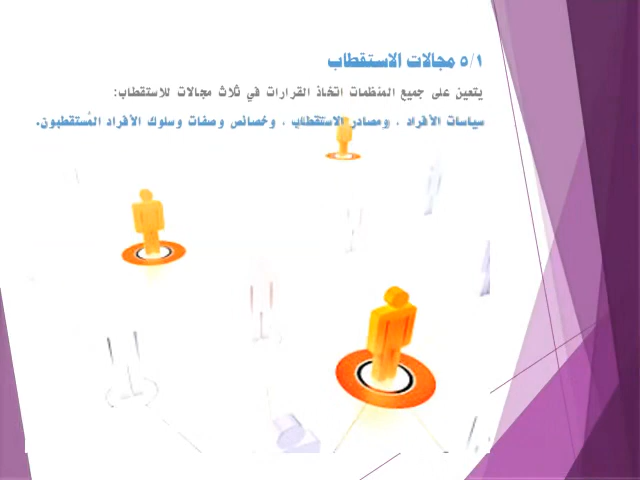 ٥/١ مجالات الاستقطاب
يتعين على جميع المنظمات اتخاذ القرارات في ثلاث مجالات للاستقطاب:
سياسات الأفراد ، ومصادر الاستقطاب ، وخصائص وصفات وسلوك الأفراد المُستقطبون.